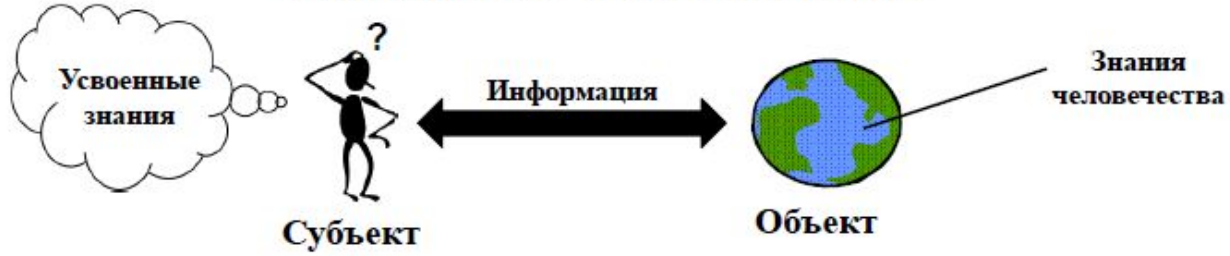 Усвоенные
знания
?
Информация
Знания
человечества
Субъект
Объект